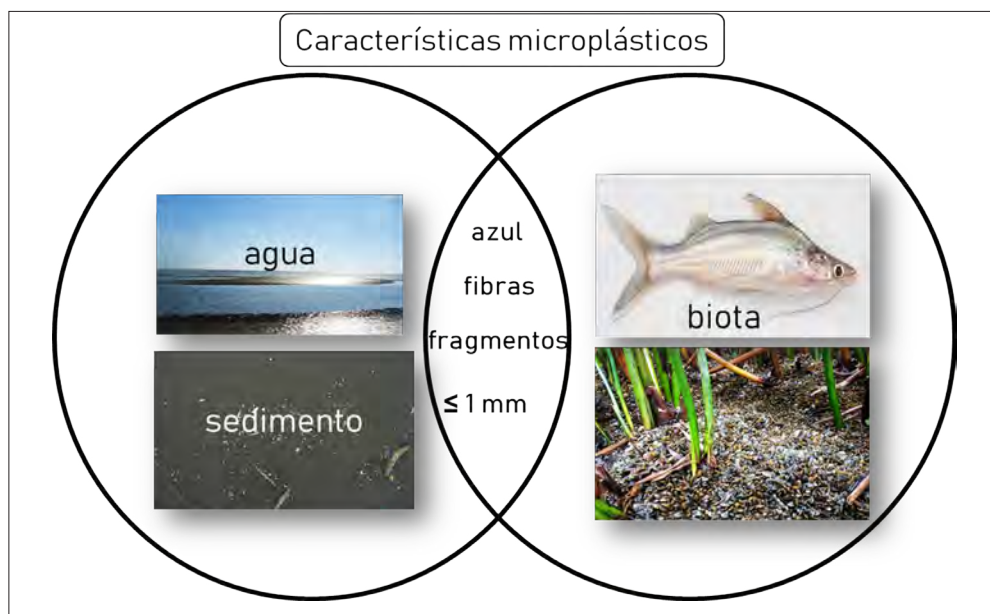 Características microplásticos
agua
sedimento
azul
fibras
fragmentos
≤ 1 mm
biota